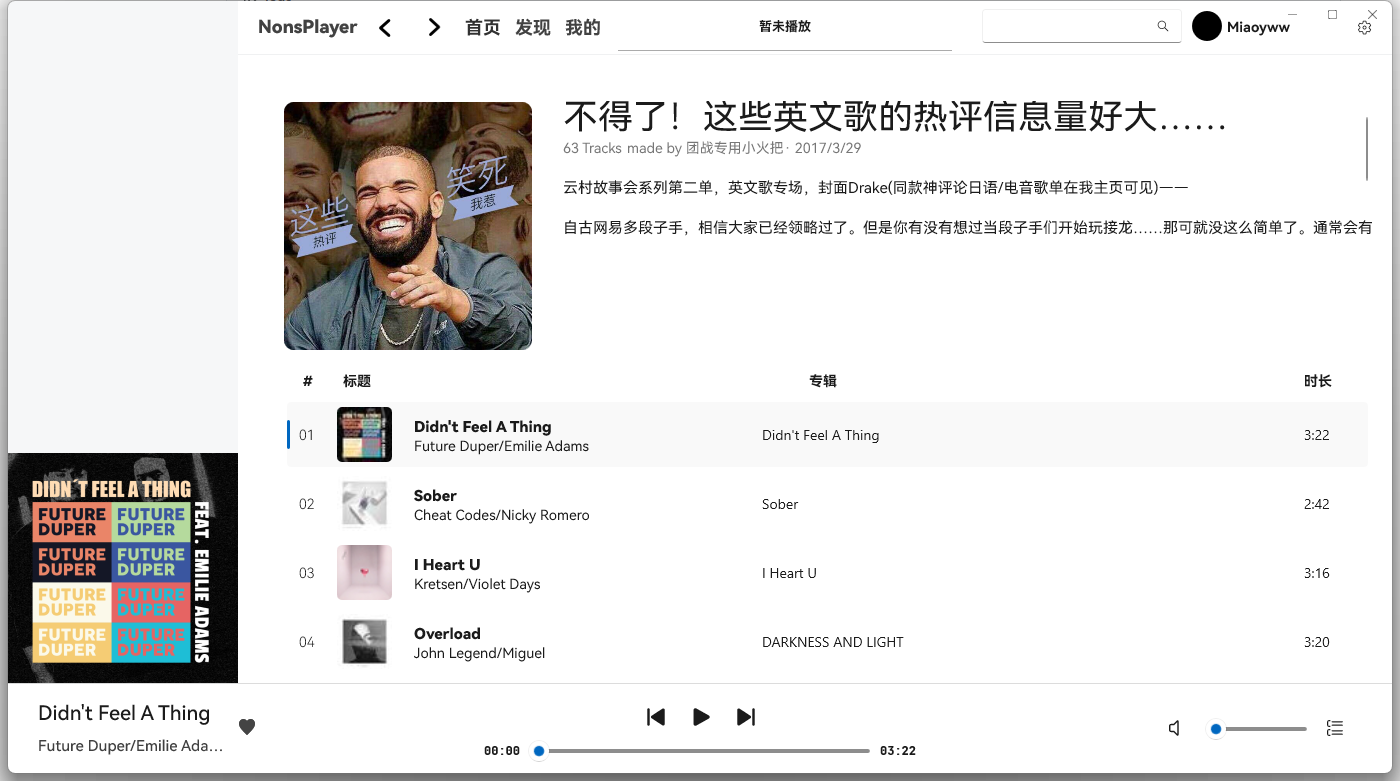 NonsPlayer
首页 发现 我的
暂未播放
Miaoyww
这些
热评
笑死
我惹
不得了！这些英文歌的热评信息量好大……
63 Tracks made by 团战专用小火把 · 2017/3/29
云村故事会系列第二单，英文歌专场，封面Drake(同款神评论日语/电音歌单在我主页可见)一一
自古网易多段子手，相信大家已经领略过了。但是你有没有想过当段子手们开始玩接龙……那可就没这么简单了。通常会有
# 标题 专辑 时长
01 Didn't Feel A Thing Didn't Feel A Thing 3:22
Future Duper/Emilie Adams
02 Sober Sober 2:42
Cheat Codes/Nicky Romero
03 I Heart U I Heart U 3:16
Kretsen/Violet Days
04 Overload DARKNESS AND LIGHT 3:20
John Legend/Miguel
DIDN´T FEEL A THING
FEAT. EMILIE ADAMS
FUTURE FUTURE
DUPER DUPER
FUTURE FUTURE
DUPER DUPER
FUTURE FUTURE
DUPER DUPER
FUTURE FUTURE
DUPER DUPER
Didn't Feel A Thing
Future Duper/Emilie Ada...
00:00 03:22